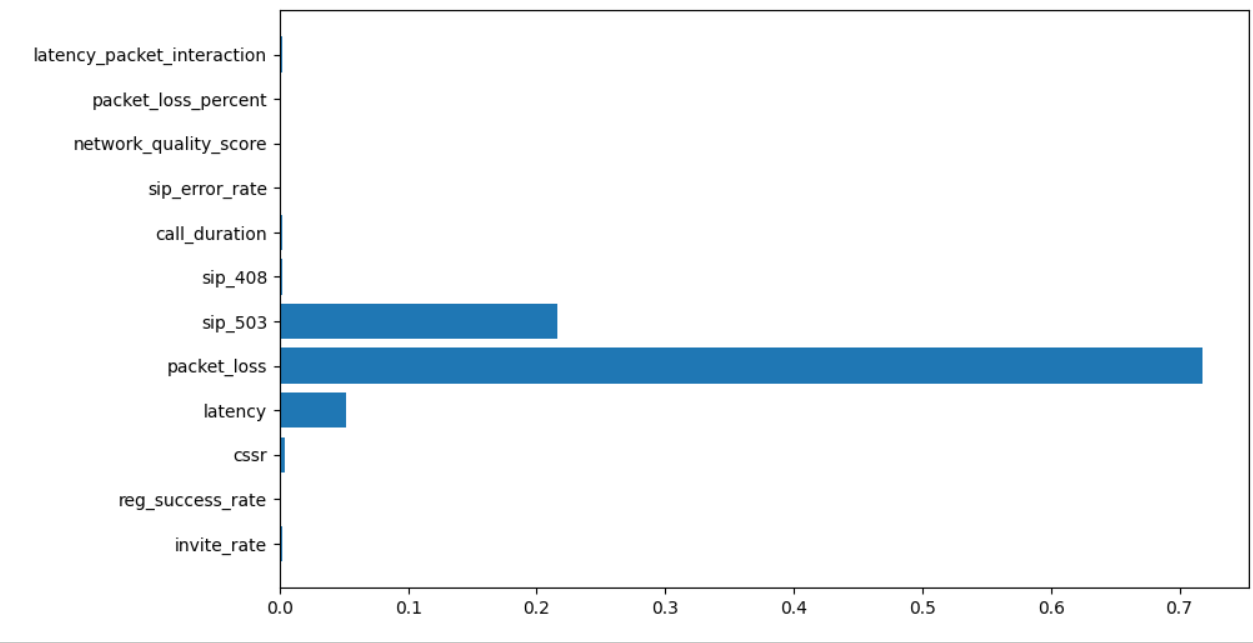 latency_packet_interaction
packet_loss_percent
network_quality_score
sip_error_rate
call_duration
sip_408
sip_503
packet_loss
latency
cssr
reg_success_rate
invite_rate
0.0 0.1 0.2 0.3 0.4 0.5 0.6 0.7